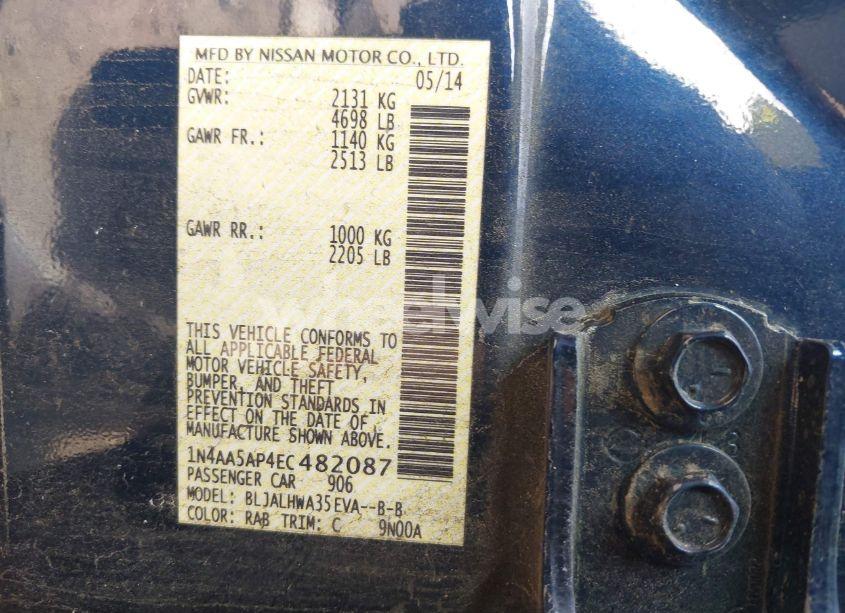 MFD BY NISSAN MOTOR CO., LTD.
DATE: 05/14
GVWR: 2131 KG
4698 LB
GAWR FR.: 1140 KG
2513 LB
GAWR RR.: 1000 KG
2205 LB
THIS VEHICLE CONFORMS TO
ALL APPLICABLE FEDERAL
MOTOR VEHICLE SAFETY,
BUMPER, AND THEFT
PREVENTION STANDARDS IN
EFFECT ON THE DATE OF
MANUFACTURE SHOWN ABOVE.
1N4AA5AP4EC482087
PASSENGER CAR 906
MODEL: BLJALHWA35EVA--B-B
COLOR: RAB TRIM: C 9N00A
wheelwise